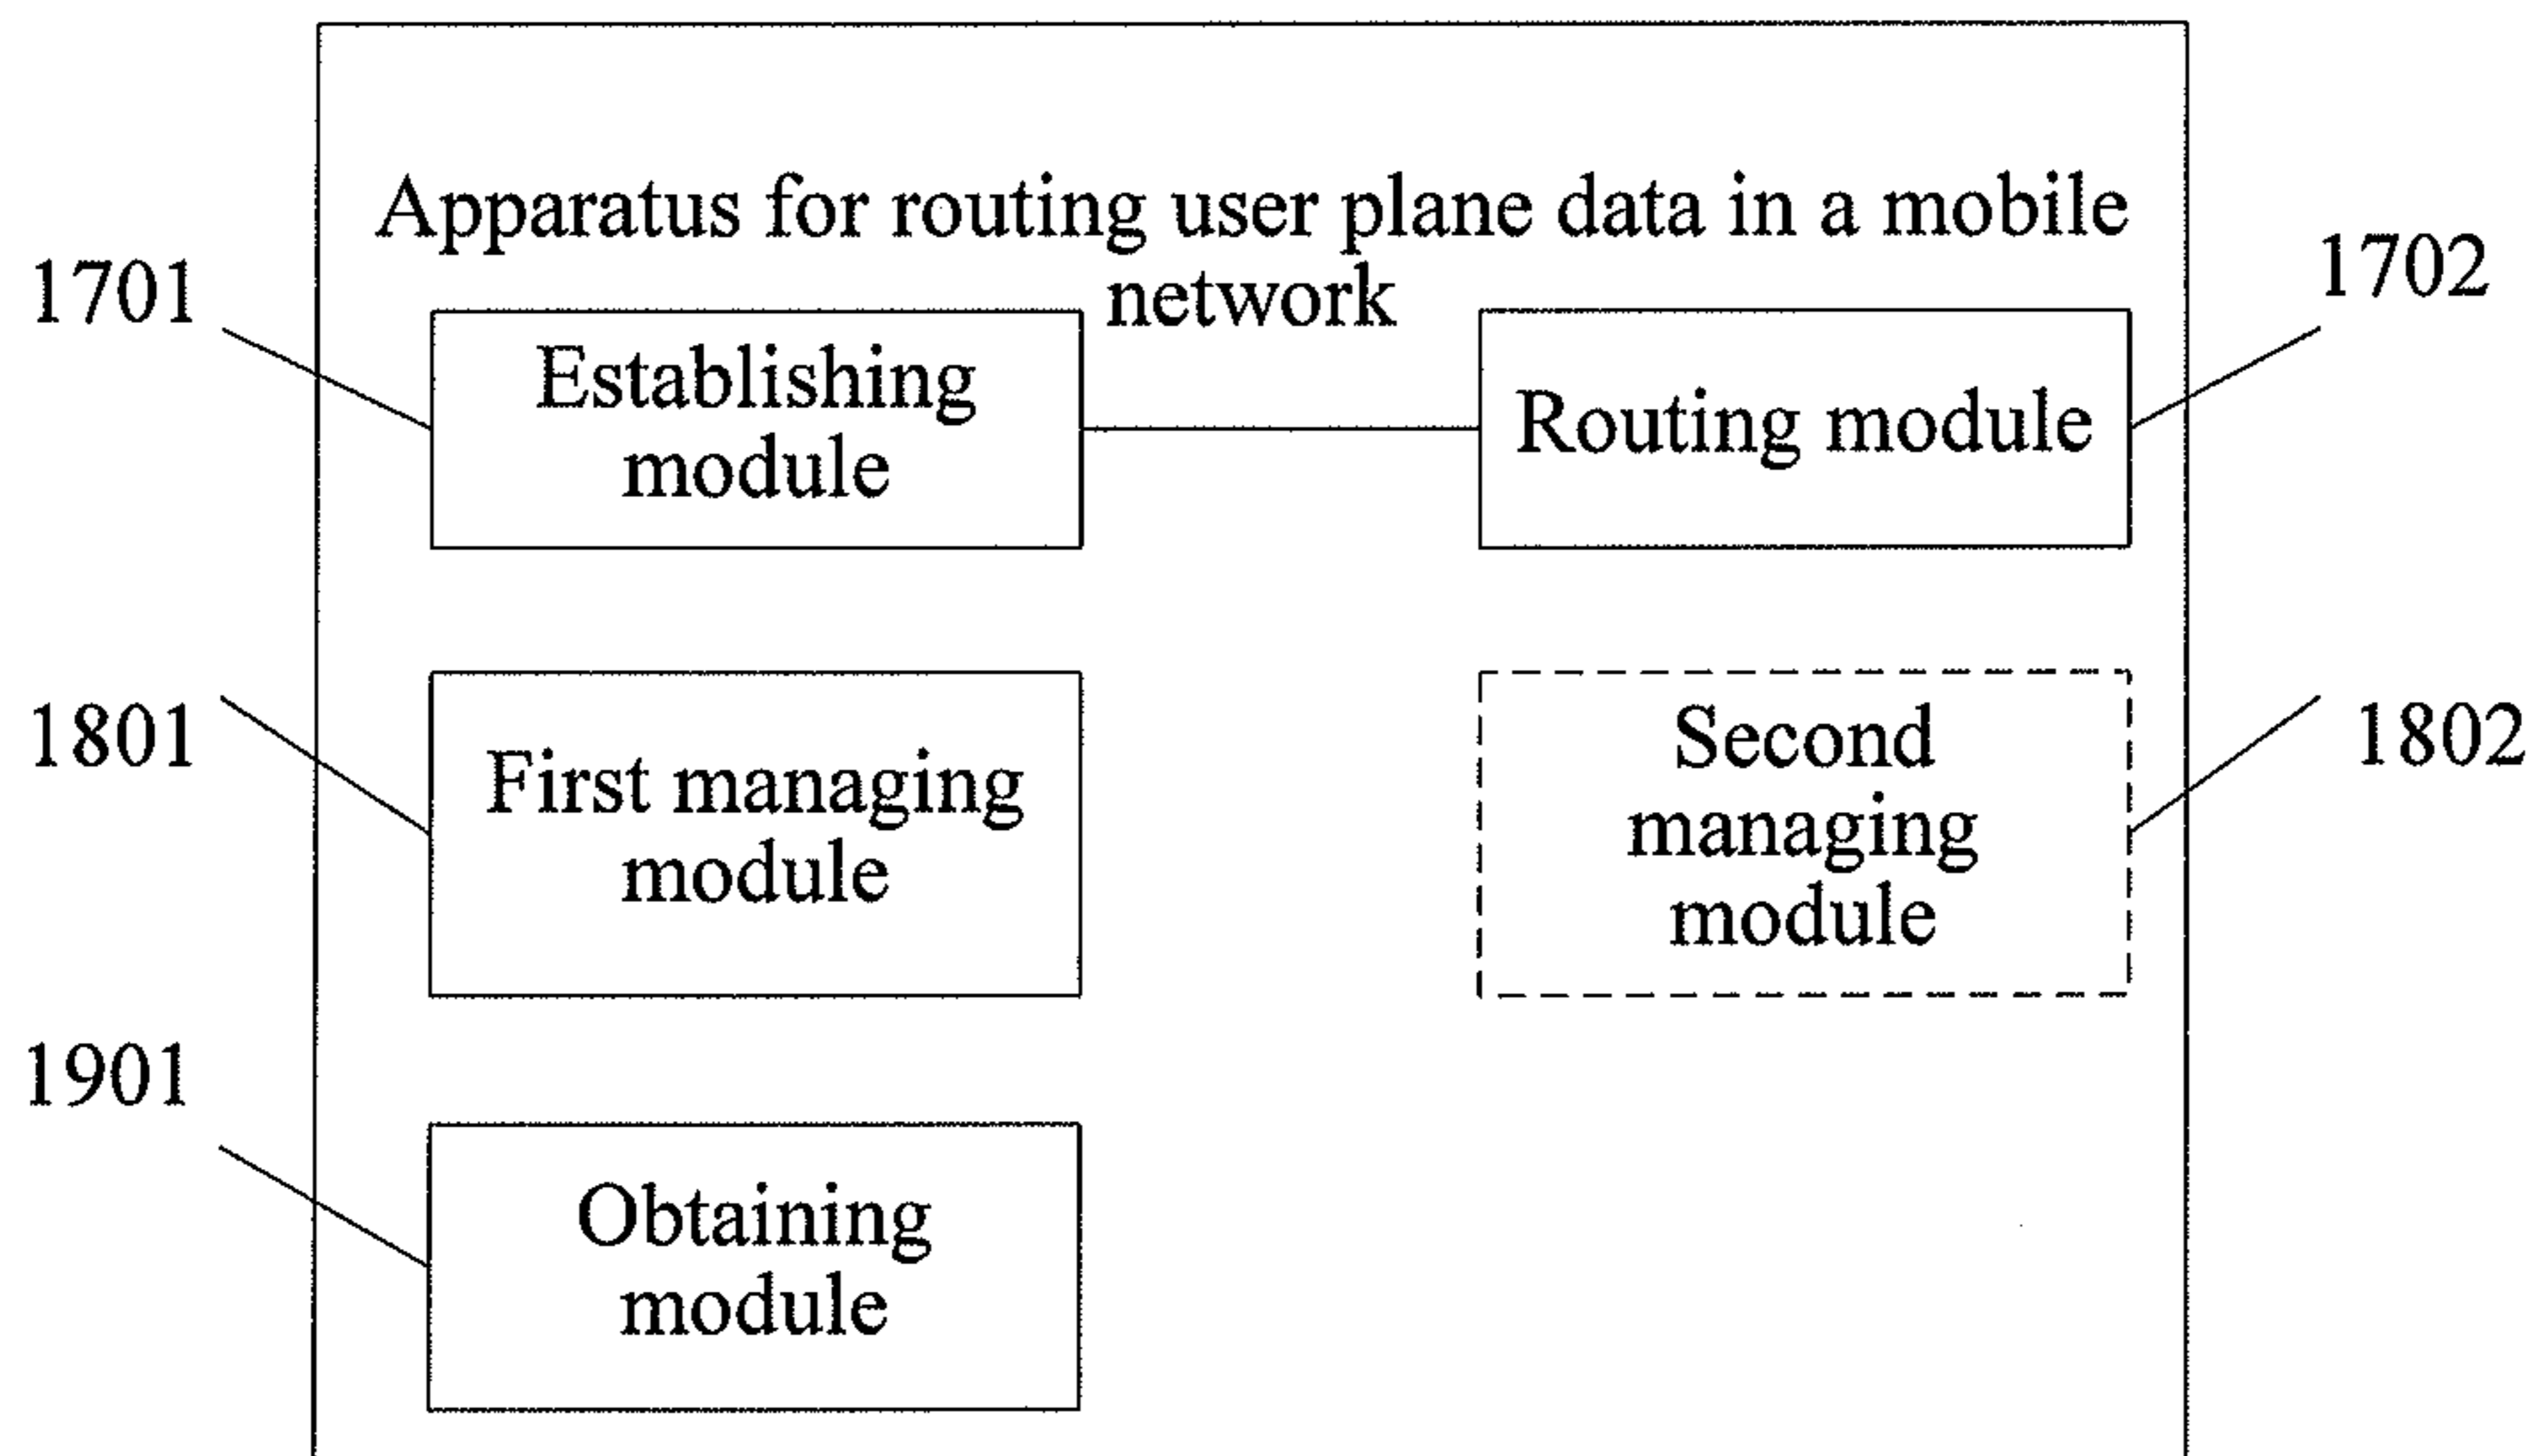 Apparatus for routing user plane data in a mobile
network
1701
1702
Establishing
module
Routing module
1801
1802
First managing
module
Second
managing
module
1901
Obtaining
module